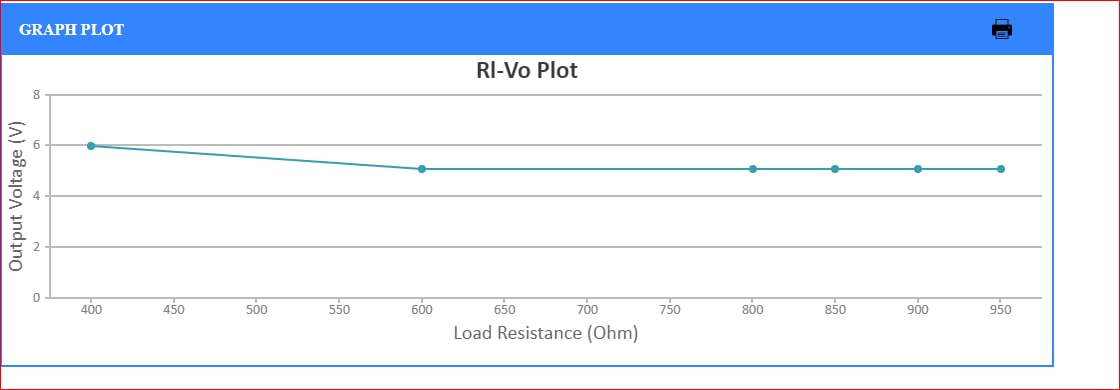 GRAPH PLOT
Rl-Vo Plot
8
6
4
2
0
Output Voltage (V)
400 450 500 550 600 650 700 750 800 850 900 950
Load Resistance (Ohm)